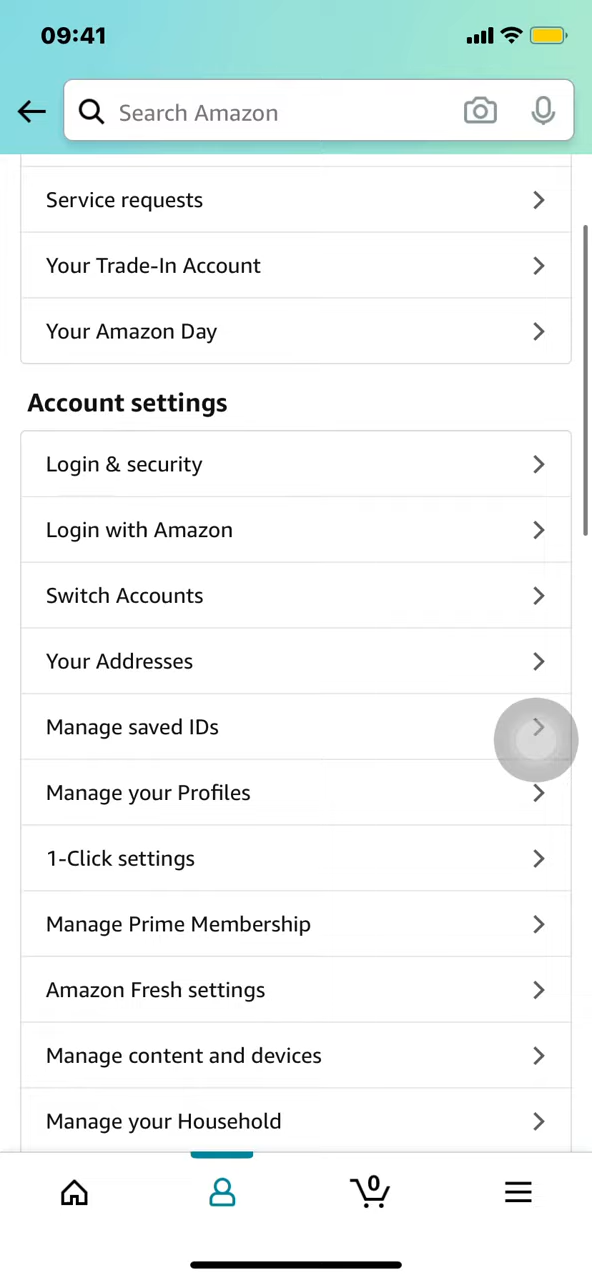 09:41
Search Amazon
Service requests
Your Trade-In Account
Your Amazon Day
Account settings
Login & security
Login with Amazon
Switch Accounts
Your Addresses
Manage saved IDs
Manage your Profiles
1-Click settings
Manage Prime Membership
Amazon Fresh settings
Manage content and devices
Manage your Household
0